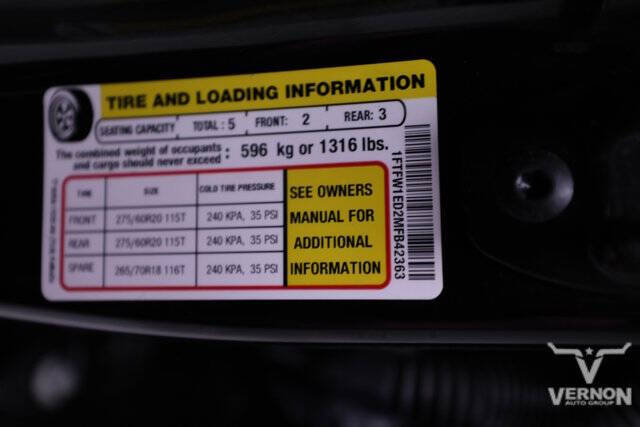 TIRE AND LOADING INFORMATION
SEATING CAPACITY TOTAL : 5 FRONT: 2 REAR: 3
The combined weight of occupants
and cargo should never exceed : 596 kg or 1316 lbs.
TIRE SIZE COLD TIRE PRESSURE
FRONT 275/60R20 115T 240 KPA, 35 PSI
REAR 275/60R20 115T 240 KPA, 35 PSI
SPARE 265/70R18 116T 240 KPA, 35 PSI
SEE OWNERS
MANUAL FOR
ADDITIONAL
INFORMATION
1FTFW1ED2MFB42363
VERNON
AUTO GROUP